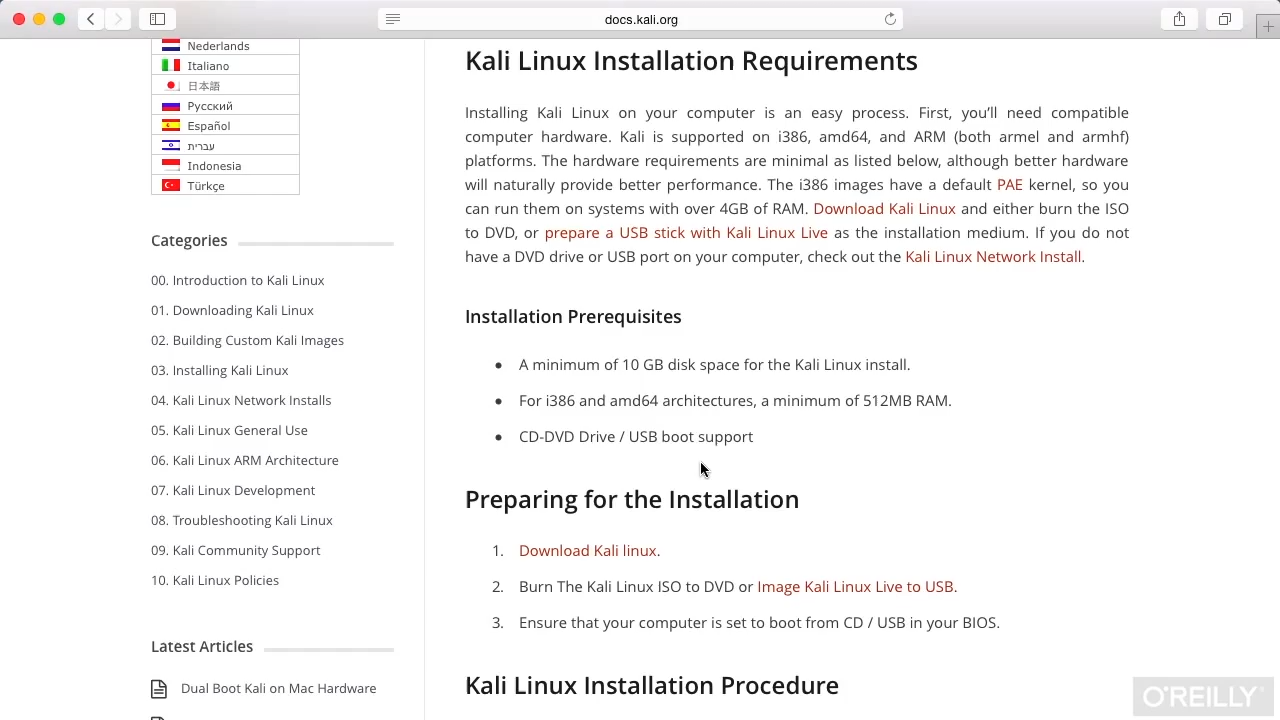 docs.kali.org
Nederlands
Italiano
日本語
Русский
Español
עברית
Indonesia
Türkçe
Categories
00. Introduction to Kali Linux
01. Downloading Kali Linux
02. Building Custom Kali Images
03. Installing Kali Linux
04. Kali Linux Network Installs
05. Kali Linux General Use
06. Kali Linux ARM Architecture
07. Kali Linux Development
08. Troubleshooting Kali Linux
09. Kali Community Support
10. Kali Linux Policies
Latest Articles
Dual Boot Kali on Mac Hardware
Kali Linux Installation Requirements
Installing Kali Linux on your computer is an easy process. First, you’ll need compatible
computer hardware. Kali is supported on i386, amd64, and ARM (both armel and armhf)
platforms. The hardware requirements are minimal as listed below, although better hardware
will naturally provide better performance. The i386 images have a default PAE kernel, so you
can run them on systems with over 4GB of RAM. Download Kali Linux and either burn the ISO
to DVD, or prepare a USB stick with Kali Linux Live as the installation medium. If you do not
have a DVD drive or USB port on your computer, check out the Kali Linux Network Install.
Installation Prerequisites
• A minimum of 10 GB disk space for the Kali Linux install.
• For i386 and amd64 architectures, a minimum of 512MB RAM.
• CD-DVD Drive / USB boot support
Preparing for the Installation
1. Download Kali linux.
2. Burn The Kali Linux ISO to DVD or Image Kali Linux Live to USB.
3. Ensure that your computer is set to boot from CD / USB in your BIOS.
Kali Linux Installation Procedure
O'REILLY®